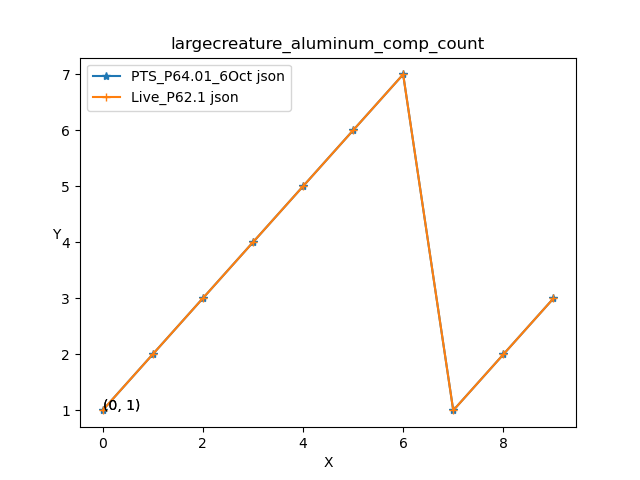 largecreature_aluminum_comp_count
PTS_P64.01_6Oct json
Live_P62.1 json
7
6
5
Y
4
3
2
1
(0, 1)
0 2 4 6 8
X